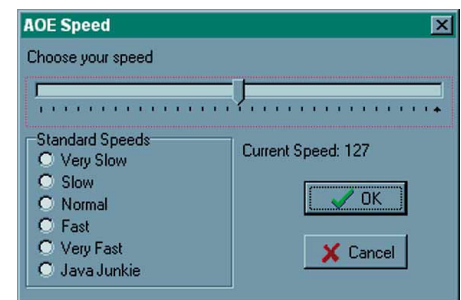 AOE Speed
Choose your speed
Standard Speeds
Very Slow
Slow
Normal
Fast
Very Fast
Java Junkie
Current Speed: 127
OK
Cancel